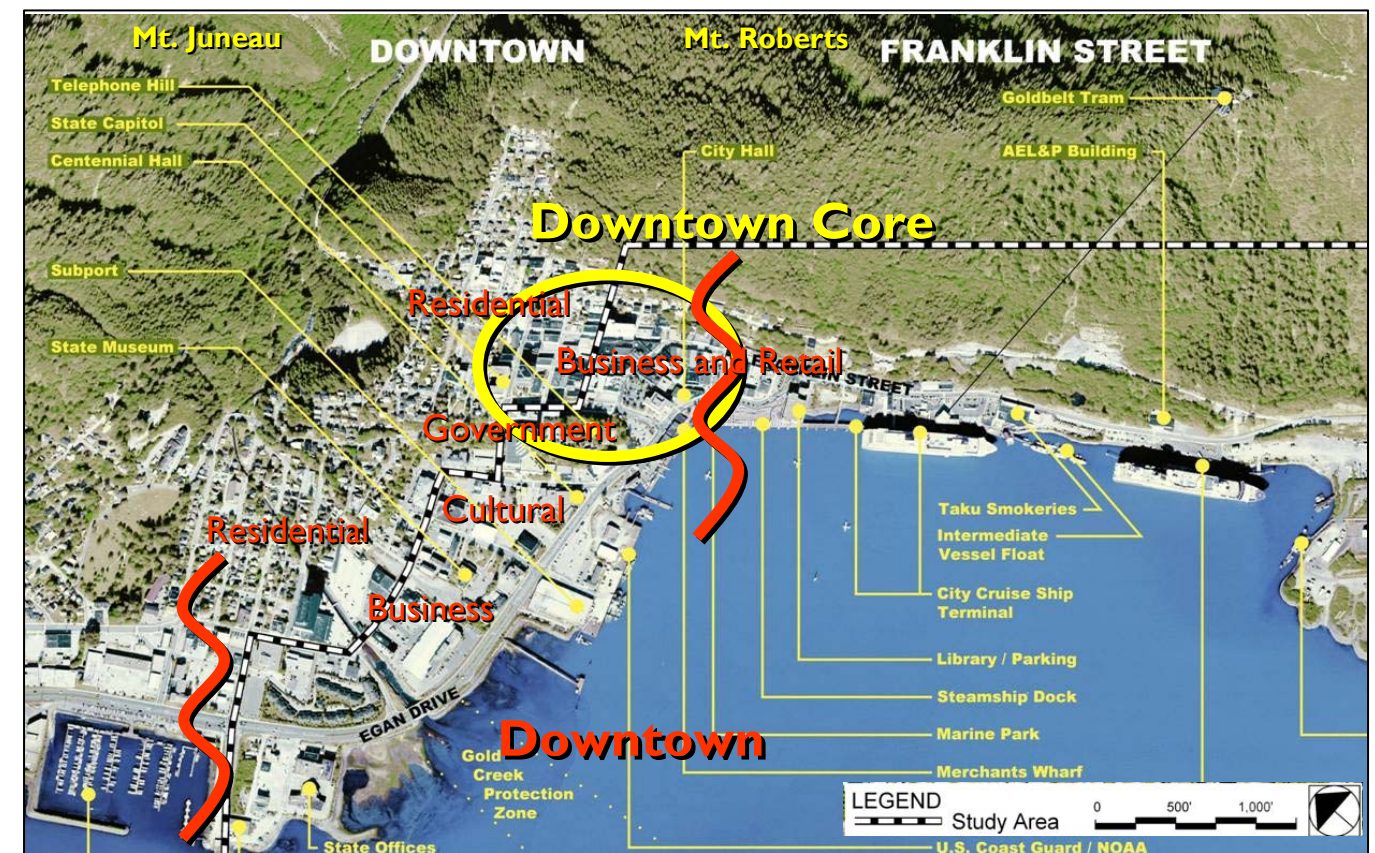 Mt. Juneau
DOWNTOWN
Mt. Roberts
FRANKLIN STREET
Telephone Hill
State Capitol
Centennial Hall
Goldbelt Tram
City Hall
AEL&P Building
Downtown Core
Subport
Residential
State Museum
Business and Retail
FRANKLIN STREET
Government
Cultural
Residential
Taku Smokeries
Intermediate
Vessel Float
City Cruise Ship
Terminal
Business
Library / Parking
Steamship Dock
EGAN DRIVE
Downtown
Marine Park
Gold
Creek
Protection
Zone
Merchants Wharf
LEGEND
Study Area
0 500' 1,000'
State Offices
U.S. Coast Guard / NOAA